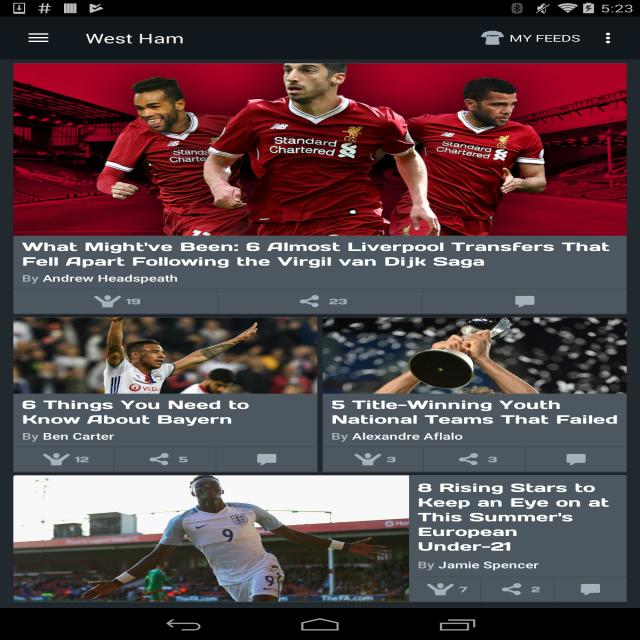 5:23
West Ham
MY FEEDS
Standard
Chartered
Standard
Chartered
Standard
Chartered
What Might've Been: 6 Almost Liverpool Transfers That
Fell Apart Following the Virgil van Dijk Saga
By Andrew Headspeath
19
23
6 Things You Need to
Know About Bayern
By Ben Carter
12
5
5 Title-Winning Youth
National Teams That Failed
By Alexandre Aflalo
3
3
9
9
TheFA.com
8 Rising Stars to
Keep an Eye on at
This Summer's
European
Under-21
By Jamie Spencer
7
2